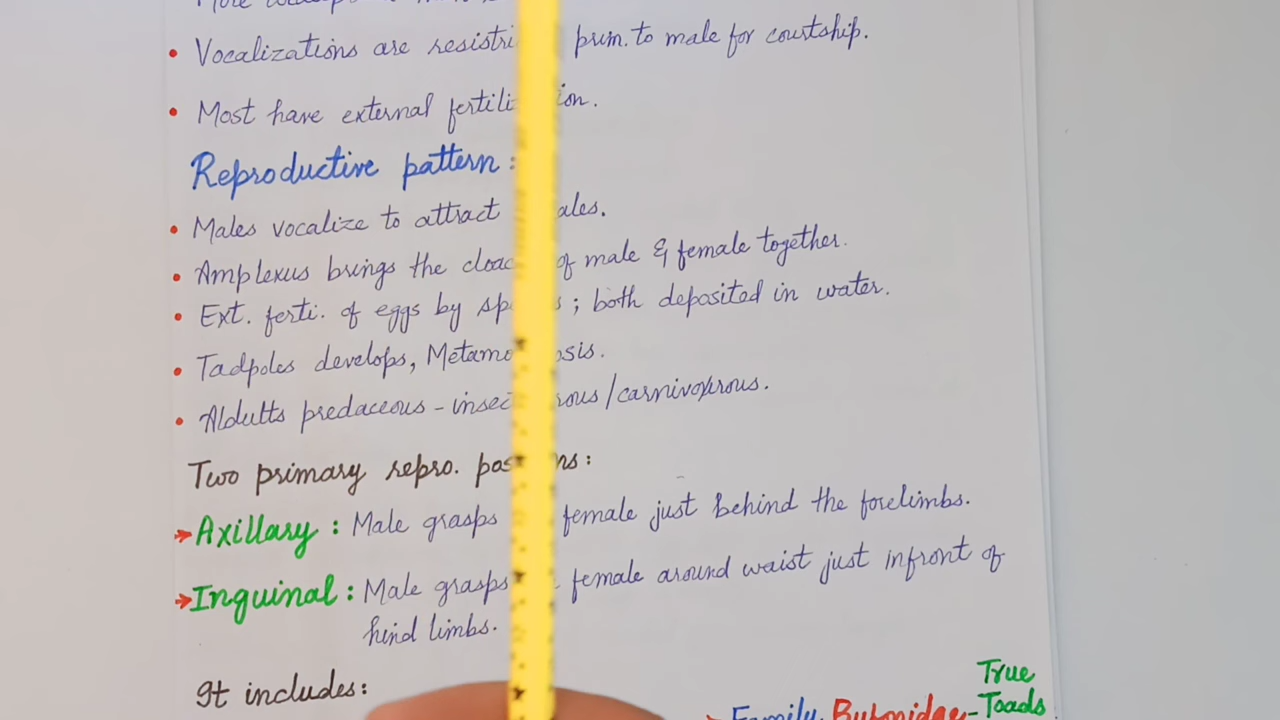 Vocalizations are resistri prim. to male for courtship.
Most have external fertili ion.
Reproductive pattern:
Males vocalize to attract ales.
Amplexus brings the cloac of male & female together.
Ext. ferti. of eggs by sp s; both deposited in water.
Tadpoles develops, Metamo osis.
Aldutts predaceous - insec rous/carnivorous.
Two primary repro. pos ns:
Axillary: Male grasps female just behind the forelimbs.
Inguinal: Male grasps female around waist just infront of
hind limbs.
It includes:
True
Family Bufonidae - Toads